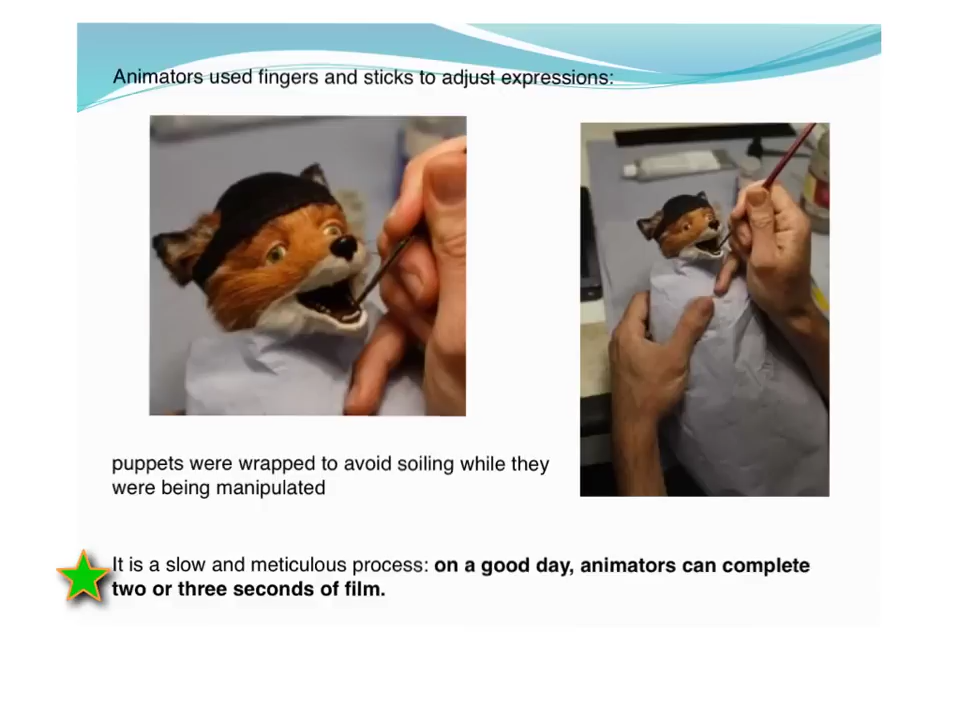 Animators used fingers and sticks to adjust expressions:
puppets were wrapped to avoid soiling while they
were being manipulated
It is a slow and meticulous process: on a good day, animators can complete
two or three seconds of film.